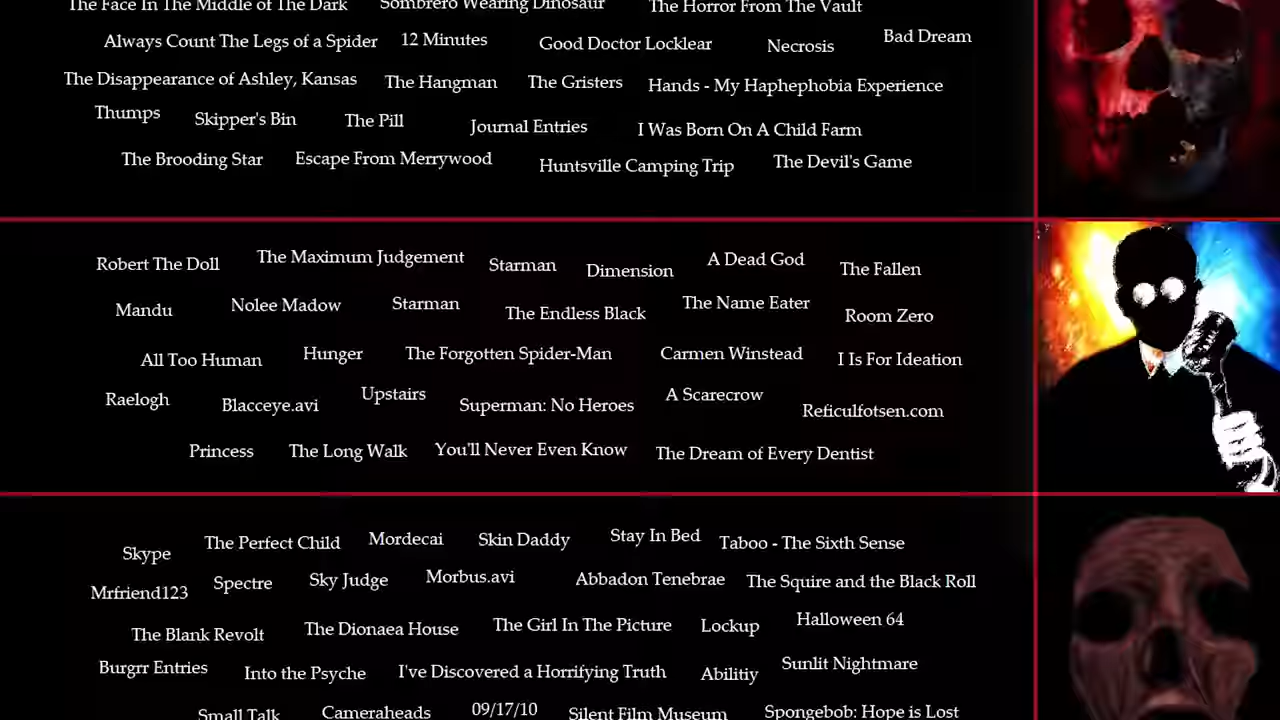 The Face In The Middle of The Dark Sombrero Wearing Dinosaur The Horror From The Vault
Always Count The Legs of a Spider 12 Minutes Good Doctor Locklear Necrosis Bad Dream
The Disappearance of Ashley, Kansas The Hangman The Gristers Hands - My Haphephobia Experience
Thumps Skipper's Bin The Pill Journal Entries I Was Born On A Child Farm
The Brooding Star Escape From Merrywood Huntsville Camping Trip The Devil's Game
Robert The Doll The Maximum Judgement Starman Dimension A Dead God The Fallen
Mandu Nolee Madow Starman The Endless Black The Name Eater Room Zero
All Too Human Hunger The Forgotten Spider-Man Carmen Winstead I Is For Ideation
Raelogh Blacceye.avi Upstairs Superman: No Heroes A Scarecrow Reficulfotsen.com
Princess The Long Walk You'll Never Even Know The Dream of Every Dentist
Skype The Perfect Child Mordecai Skin Daddy Stay In Bed Taboo - The Sixth Sense
Mrfriend123 Spectre Sky Judge Morbus.avi Abbadon Tenebrae The Squire and the Black Roll
The Blank Revolt The Dionaea House The Girl In The Picture Lockup Halloween 64
Burgrr Entries Into the Psyche I've Discovered a Horrifying Truth Abilitiy Sunlit Nightmare
Small Talk Cameraheads 09/17/10 Silent Film Museum Spongebob: Hope is Lost